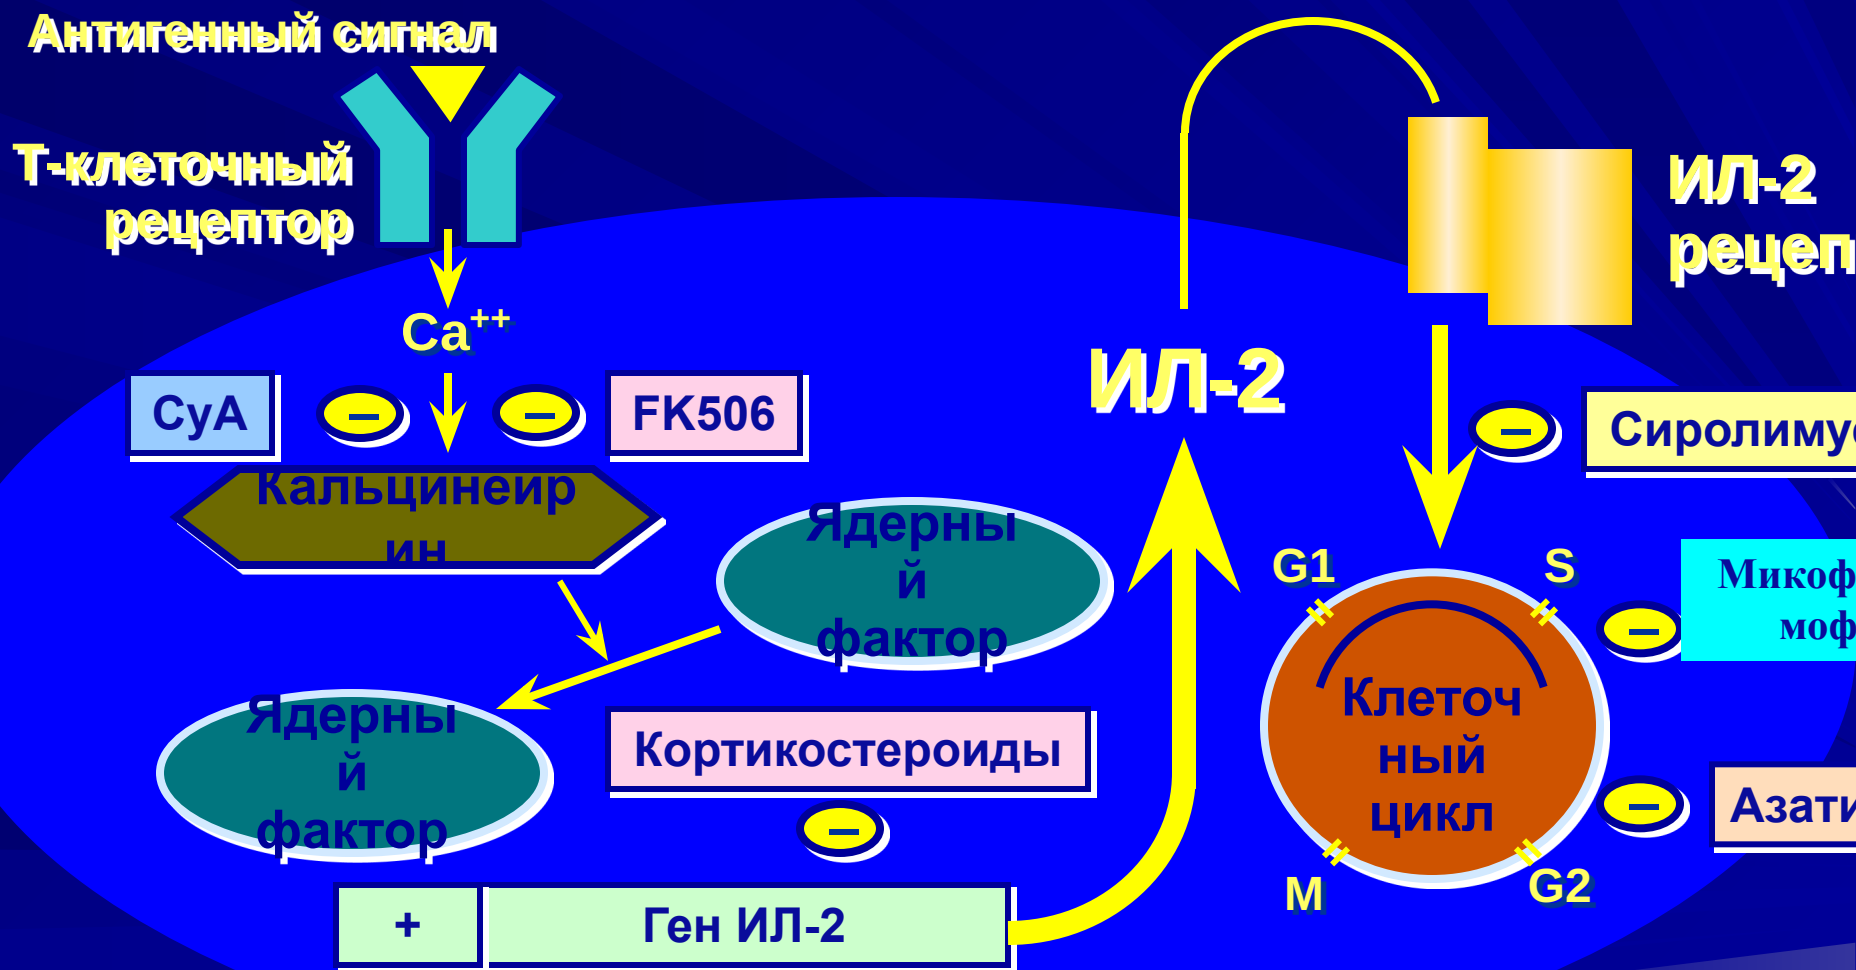 Антигенный сигнал
Т-клеточный
рецептор
ИЛ-2
рецеп
Ca++
ИЛ-2
CyA
–
–
FK506
–
Сиролимус
Кальцинеир
ин
Ядерны
й
фактор
G1
S
–
Микоф
моф
Ядерны
й
фактор
Кортикостероиды
–
Клеточ
ный
цикл
–
Азати
M
G2
+
Ген ИЛ-2